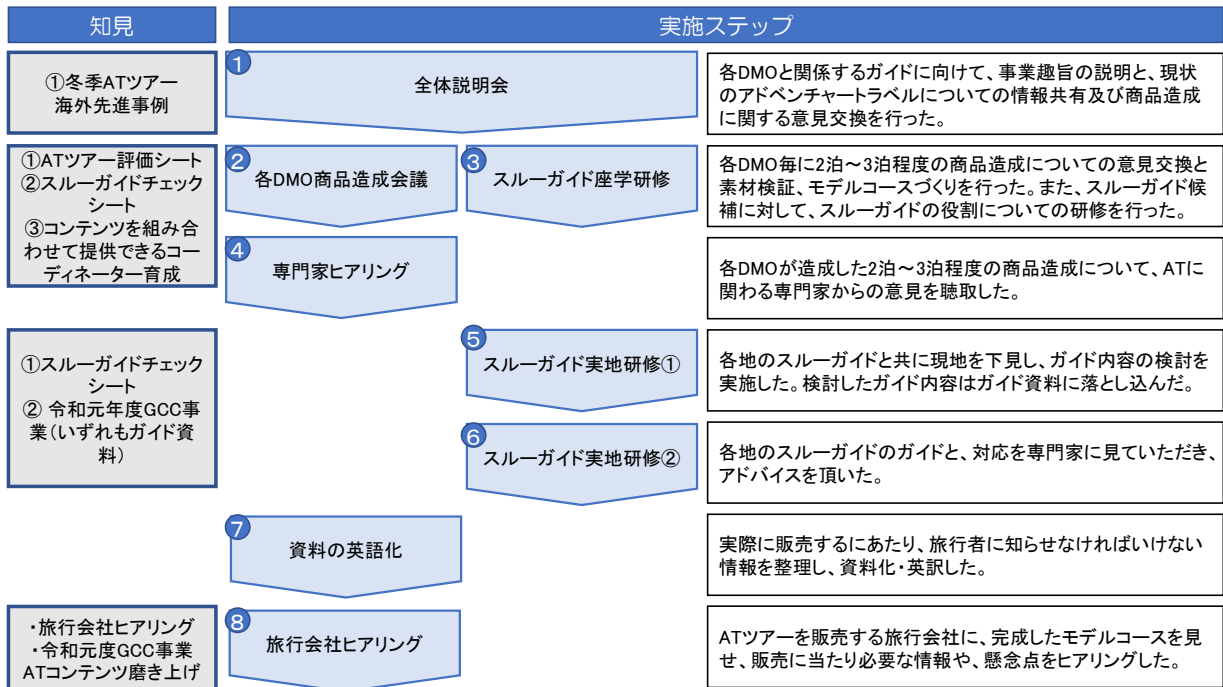 知見
実施ステップ
①冬季ATツアー
海外先進事例
1
全体説明会
各DMOと関係するガイドに向けて、事業趣旨の説明と、現状
のアドベンチャートラベルについての情報共有及び商品造成
に関する意見交換を行った。
①ATツアー評価シート
②スルーガイドチェック
シート
③コンテンツを組み合
わせて提供できるコー
ディネーター育成
2
各DMO商品造成会議
3
スルーガイド座学研修
各DMO毎に2泊～3泊程度の商品造成についての意見交換と
素材検証、モデルコースづくりを行った。また、スルーガイド候
補に対して、スルーガイドの役割についての研修を行った。
4
専門家ヒアリング
各DMOが造成した2泊～3泊程度の商品造成について、ATに
関わる専門家からの意見を聴取した。
①スルーガイドチェック
シート
② 令和元年度GCC事
業（いずれもガイド資
料）
5
スルーガイド実地研修①
各地のスルーガイドと共に現地を下見し、ガイド内容の検討を
実施した。検討したガイド内容はガイド資料に落とし込んだ。
6
スルーガイド実地研修②
各地のスルーガイドのガイドと、対応を専門家に見ていただき、
アドバイスを頂いた。
7
資料の英語化
実際に販売するにあたり、旅行者に知らせなければいけない
情報を整理し、資料化・英訳した。
・旅行会社ヒアリング
・令和元度GCC事業
ATコンテンツ磨き上げ
8
旅行会社ヒアリング
ATツアーを販売する旅行会社に、完成したモデルコースを見
せ、販売に当たり必要な情報や、懸念点をヒアリングした。